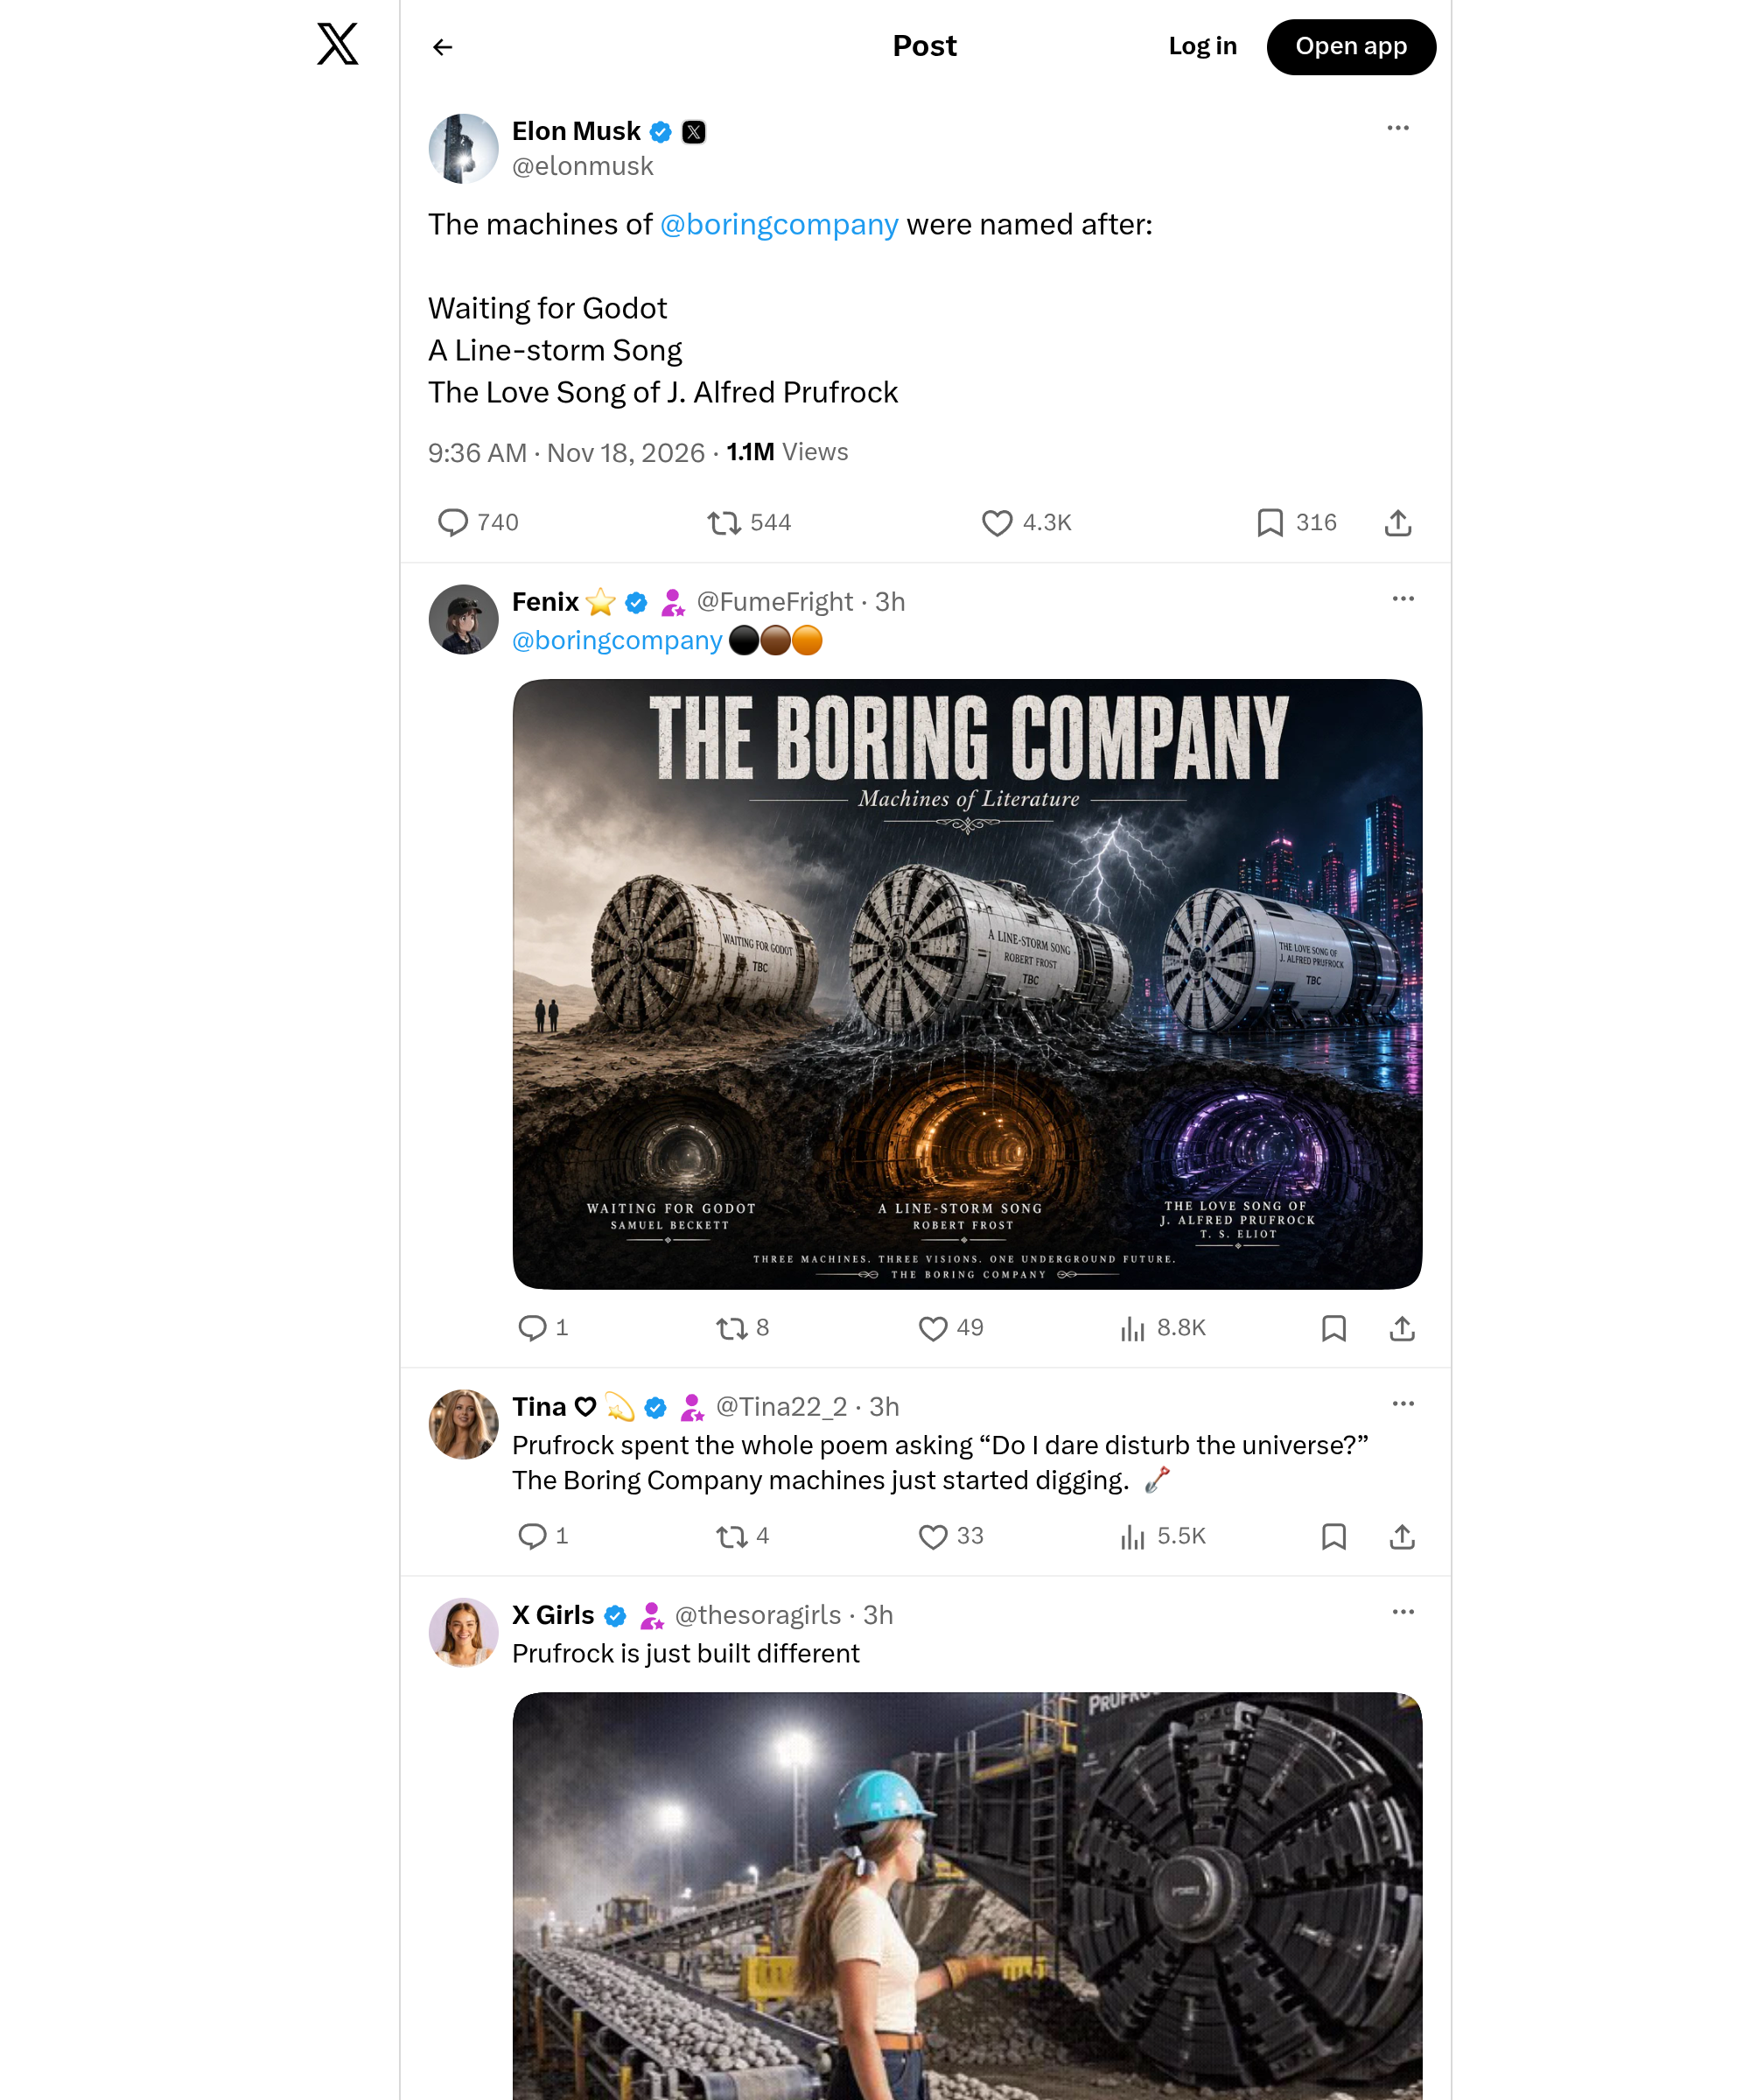 Post
Log in
Open app
Elon Musk
@elonmusk
The machines of @boringcompany were named after:
Waiting for Godot
A Line-storm Song
The Love Song of J. Alfred Prufrock
9:36 AM · Nov 18, 2026 · 1.1M Views
740 544 4.3K 316
Fenix ⭐ @FumeFright · 3h
@boringcompany ⚫🟤🟠
THE BORING COMPANY
Machines of Literature
WAITING FOR GODOT
TBC
A LINE-STORM SONG
ROBERT FROST
TBC
THE LOVE SONG OF
J. ALFRED PRUFROCK
TBC
WAITING FOR GODOT
SAMUEL BECKETT
A LINE-STORM SONG
ROBERT FROST
THE LOVE SONG OF
J. ALFRED PRUFROCK
T. S. ELIOT
THREE MACHINES. THREE VISIONS. ONE UNDERGROUND FUTURE.
THE BORING COMPANY
1 8 49 8.8K
Tina ♡ 💫 @Tina22_2 · 3h
Prufrock spent the whole poem asking “Do I dare disturb the universe?”
The Boring Company machines just started digging. 🪏
1 4 33 5.5K
X Girls @thesoragirls · 3h
Prufrock is just built different